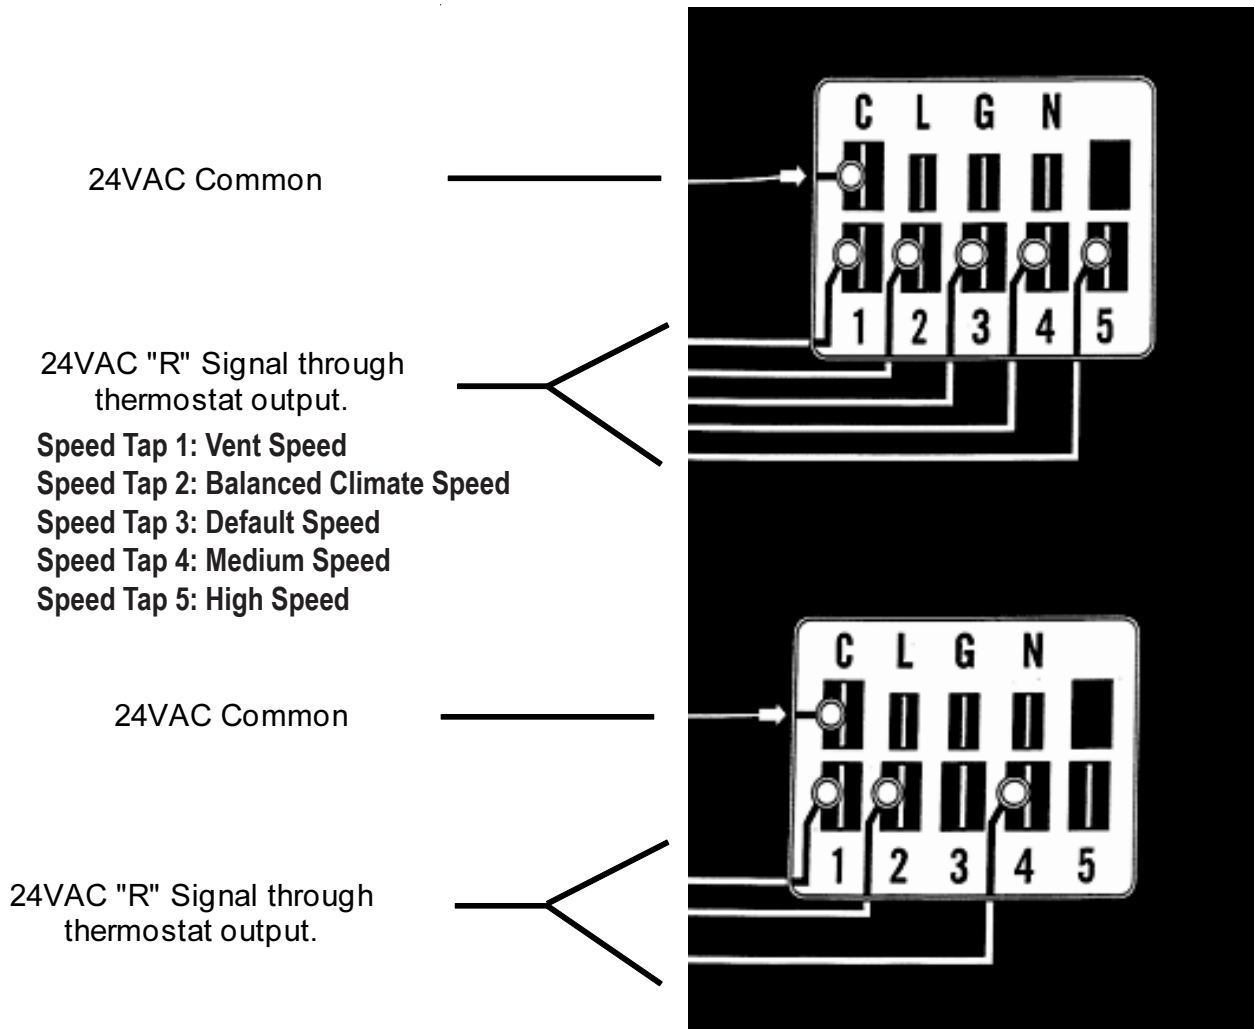 C L G N
24VAC Common
1 2 3 4 5
24VAC "R" Signal through
thermostat output.
Speed Tap 1: Vent Speed
Speed Tap 2: Balanced Climate Speed
Speed Tap 3: Default Speed
Speed Tap 4: Medium Speed
Speed Tap 5: High Speed
C L G N
24VAC Common
1 2 3 4 5
24VAC "R" Signal through
thermostat output.